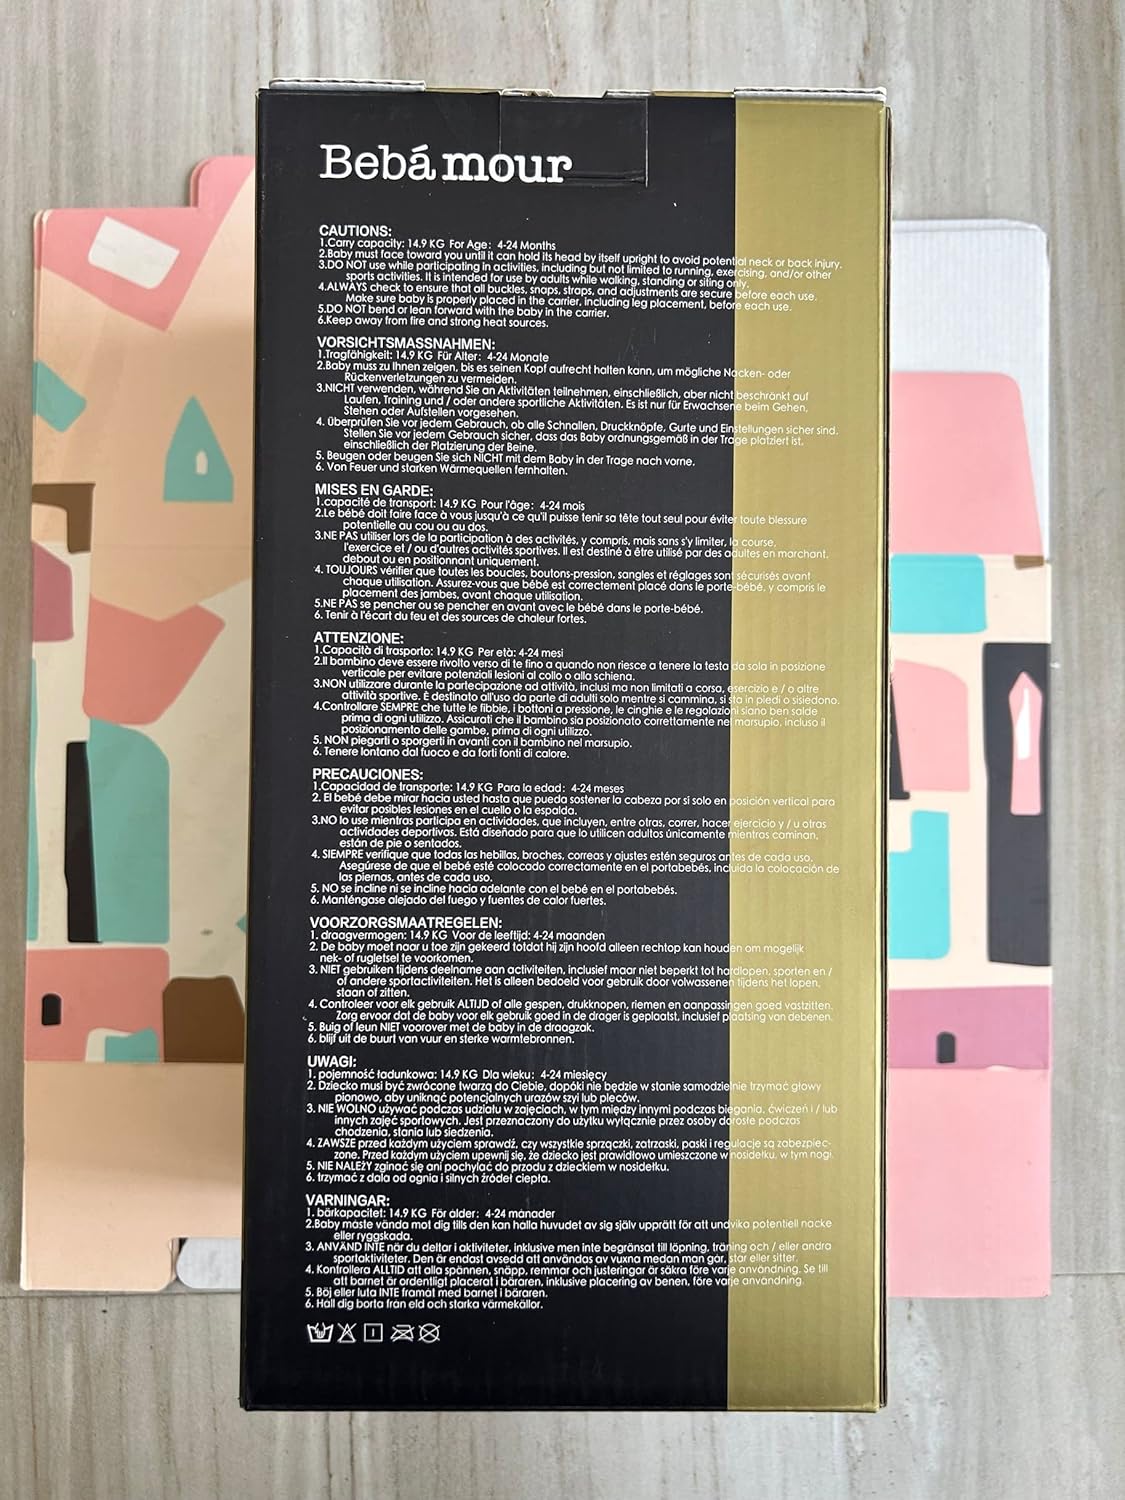 Bebámour
CAUTIONS:
1.Carry capacity: 14.9 KG For Age: 4-24 Months
2.Baby must face toward you until it can hold its head by itself upright to avoid potential neck or back injury.
3.DO NOT use while participating in activities, including but not limited to running, exercising, and/or other
sports activities. It is intended for use by adults while walking, standing or siting only.
4.ALWAYS check to ensure that all buckles, snaps, straps, and adjustments are secure before each use.
Make sure baby is properly placed in the carrier, including leg placement, before each use.
5.DO NOT bend or lean forward with the baby in the carrier.
6.Keep away from fire and strong heat sources.
VORSICHTSMASSNAHMEN:
1.Tragfähigkeit: 14.9 KG Für Alter: 4-24 Monate
2.Baby muss zu Ihnen zeigen, bis es seinen Kopf aufrecht halten kann, um mögliche Nacken- oder
Rückenverletzungen zu vermeiden.
3.NICHT verwenden, während Sie an Aktivitäten teilnehmen, einschließlich, aber nicht beschränkt auf
Laufen, Training und / oder andere sportliche Aktivitäten. Es ist nur für Erwachsene beim Gehen,
Stehen oder Aufstellen vorgesehen.
4. überprüfen Sie vor jedem Gebrauch, ob alle Schnallen, Druckknöpfe, Gurte und Einstellungen sicher sind.
Stellen Sie vor jedem Gebrauch sicher, dass das Baby ordnungsgemäß in der Trage platziert ist,
einschließlich der Platzierung der Beine.
5. Beugen oder beugen Sie sich NICHT mit dem Baby in der Trage nach vorne.
6. Von Feuer und starken Wärmequellen fernhalten.
MISES EN GARDE:
1.capacité de transport: 14.9 KG Pour l'âge: 4-24 mois
2.Le bébé doit faire face à vous jusqu'à ce qu'il puisse tenir sa tête tout seul pour éviter toute blessure
potentielle au cou ou au dos.
3.NE PAS utiliser lors de la participation à des activités, y compris, mais sans s'y limiter, la course,
l'exercice et / ou d'autres activités sportives. Il est destiné à être utilisé par des adultes en marchant,
debout ou en positionnant uniquement.
4. TOUJOURS vérifier que toutes les boucles, boutons-pression, sangles et réglages sont sécurisés avant
chaque utilisation. Assurez-vous que bébé est correctement placé dans le porte-bébé, y compris le
placement des jambes, avant chaque utilisation.
5.NE PAS se pencher ou se pencher en avant avec le bébé dans le porte-bébé.
6. Tenir à l'écart du feu et des sources de chaleur fortes.
ATTENZIONE:
1.Capacità di trasporto: 14.9 KG Per età: 4-24 mesi
2.Il bambino deve essere rivolto verso di te fino a quando non riesce a tenere la testa da sola in posizione
verticale per evitare potenziali lesioni al collo o alla schiena.
3.NON utilizzare durante la partecipazione ad attività, inclusi ma non limitati a corsa, esercizio e / o altre
attività sportive. È destinato all'uso da parte di adulti solo mentre si cammina, si sta in piedi o sisiedono.
4.Controllare SEMPRE che tutte le fibbie, i bottoni a pressione, le cinghie e le regolazioni siano ben salde
prima di ogni utilizzo. Assicurati che il bambino sia posizionato correttamente nel marsupio, incluso il
posizionamento delle gambe, prima di ogni utilizzo.
5. NON piegarti o sporgerti in avanti con il bambino nel marsupio.
6. Tenere lontano dal fuoco e da forti fonti di calore.
PRECAUCIONES:
1.Capacidad de transporte: 14.9 KG Para la edad: 4-24 meses
2. El bebé debe mirar hacia usted hasta que pueda sostener la cabeza por si solo en posición vertical para
evitar posibles lesiones en el cuello o la espalda.
3.NO lo use mientras participa en actividades, que incluyen, entre otras, correr, hacer ejercicio y / u otras
actividades deportivas. Está diseñado para que lo utilicen adultos únicamente mientras caminan,
están de pie o sentados.
4. SIEMPRE verifique que todas las hebillas, broches, correas y ajustes estén seguros antes de cada uso.
Asegúrese de que el bebé esté colocado correctamente en el portabebés, incluida la colocación de
las piernas, antes de cada uso.
5. NO se incline ni se incline hacia adelante con el bebé en el portabebés.
6. Manténgase alejado del fuego y fuentes de calor fuertes.
VOORZORGSMAATREGELEN:
1. draagvermogen: 14.9 KG Voor de leeftijd: 4-24 maanden
2. De baby moet naar u toe zijn gekeerd totdat hij zijn hoofd alleen rechtop kan houden om mogelijk
nek- of rugletsel te voorkomen.
3. NIET gebruiken tijdens deelname aan activiteiten, inclusief maar niet beperkt tot hardlopen, sporten en /
of andere sportactiviteiten. Het is alleen bedoeld voor gebruik door volwassenen tijdens het lopen,
staan of zitten.
4. Controleer voor elk gebruik ALTIJD of alle gespen, drukknopen, riemen en aanpassingen goed vastzitten.
Zorg ervoor dat de baby voor elk gebruik goed in de drager is geplaatst, inclusief plaatsing van debenen.
5. Buig of leun NIET voorover met de baby in de draagzak.
6. blijf uit de buurt van vuur en sterke warmtebronnen.
UWAGI:
1. pojemność ładunkowa: 14.9 KG Dla wieku: 4-24 miesięcy
2. Dziecko musi być zwrócone twarzą do Ciebie, dopóki nie będzie w stanie samodzielnie trzymać głowy
pionowo, aby uniknąć potencjalnych urazów szyi lub pleców.
3. NIE WOLNO używać podczas udziału w zajęciach, w tym między innymi podczas biegania, ćwiczeń i / lub
innych zajęć sportowych. Jest przeznaczony do użytku wyłącznie przez osoby dorosłe podczas
chodzenia, stania lub siedzenia.
4. ZAWSZE przed każdym użyciem sprawdź, czy wszystkie sprzączki, zatrzaski, paski i regulacje są zabezpiec-
zone. Przed każdym użyciem upewnij się, że dziecko jest prawidłowo umieszczone w nosidełku, w tym nogi.
5. NIE NALEŻY zginać się ani pochylać do przodu z dzieckiem w nosidełku.
6. trzymać z dala od ognia i silnych źródeł ciepła.
VARNINGAR:
1. bärkapacitet: 14.9 KG För ålder: 4-24 månader
2.Baby måste vända mot dig tills den kan hålla huvudet av sig själv upprätt för att undvika potentiell nacke
eller ryggskada.
3. ANVÄND INTE när du deltar i aktiviteter, inklusive men inte begränsat till löpning, träning och / eller andra
sportaktiviteter. Den är endast avsedd att användas av vuxna medan man går, står eller sitter.
4. Kontrollera ALLTID att alla spännen, snäpp, remmar och justeringar är säkra före varje användning. Se till
att barnet är ordentligt placerat i bäraren, inklusive placering av benen, före varje användning.
5. Böj eller luta INTE framåt med barnet i bäraren.
6. Håll dig borta från eld och starka värmekällor.